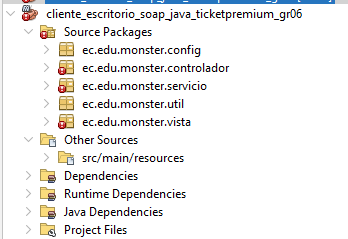 cliente_escritorio_soap_java_ticketpremium_gr06
Source Packages
ec.edu.monster.config
ec.edu.monster.controlador
ec.edu.monster.servicio
ec.edu.monster.util
ec.edu.monster.vista
Other Sources
src/main/resources
Dependencies
Runtime Dependencies
Java Dependencies
Project Files